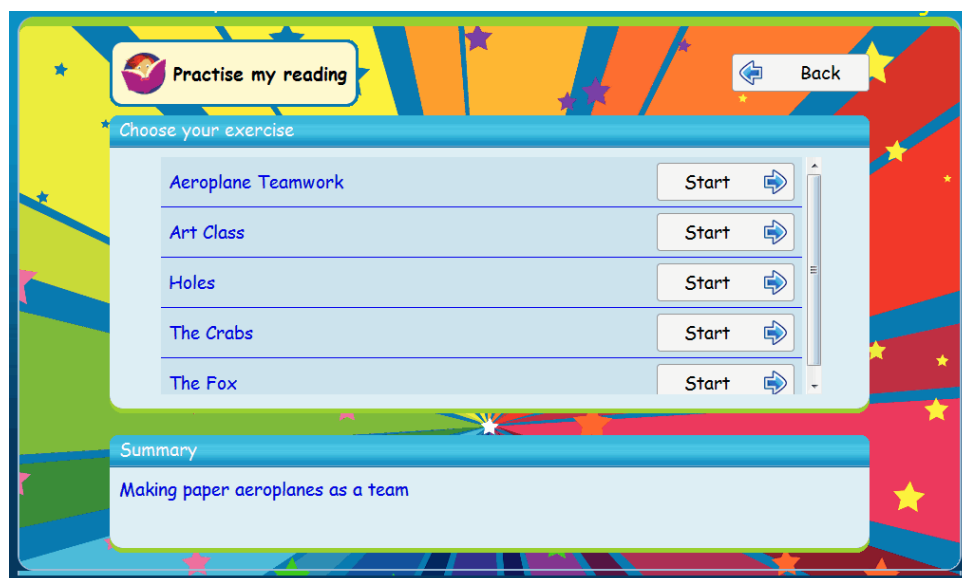 Practise my reading
Back
Choose your exercise
Aeroplane Teamwork Start
Art Class Start
Holes Start
The Crabs Start
The Fox Start
Summary
Making paper aeroplanes as a team